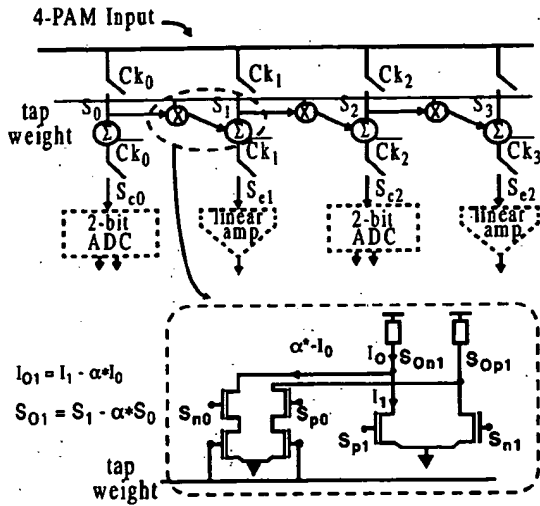 4-PAM Input
Ck0 Ck1 Ck2
S0 S1 S2 S3
tap weight
X X X
Σ Σ Σ Σ
Ck0 Ck1 Ck2 Ck3
Se0 Se1 Se2 Se2
2-bit ADC
linear amp
2-bit ADC
linear amp
α*-I0 I0 SOn1 SOp1
IO1 = I1 - α*I0
I1
SO1 = S1 - α*S0
Sn0 Sp0 Sp1 Sn1
tap weight